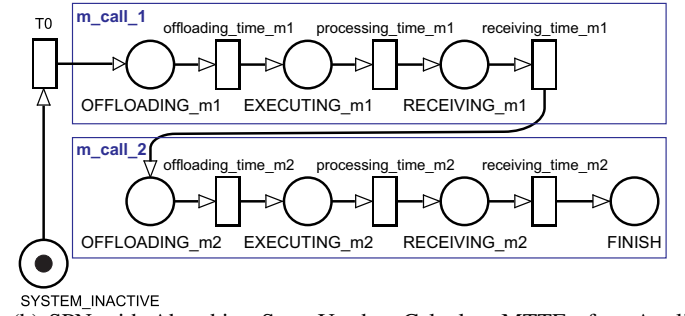 m_call_1
T0
offloading_time_m1 processing_time_m1 receiving_time_m1
OFFLOADING_m1 EXECUTING_m1 RECEIVING_m1
m_call_2
offloading_time_m2 processing_time_m2 receiving_time_m2
OFFLOADING_m2 EXECUTING_m2 RECEIVING_m2 FINISH
SYSTEM_INACTIVE